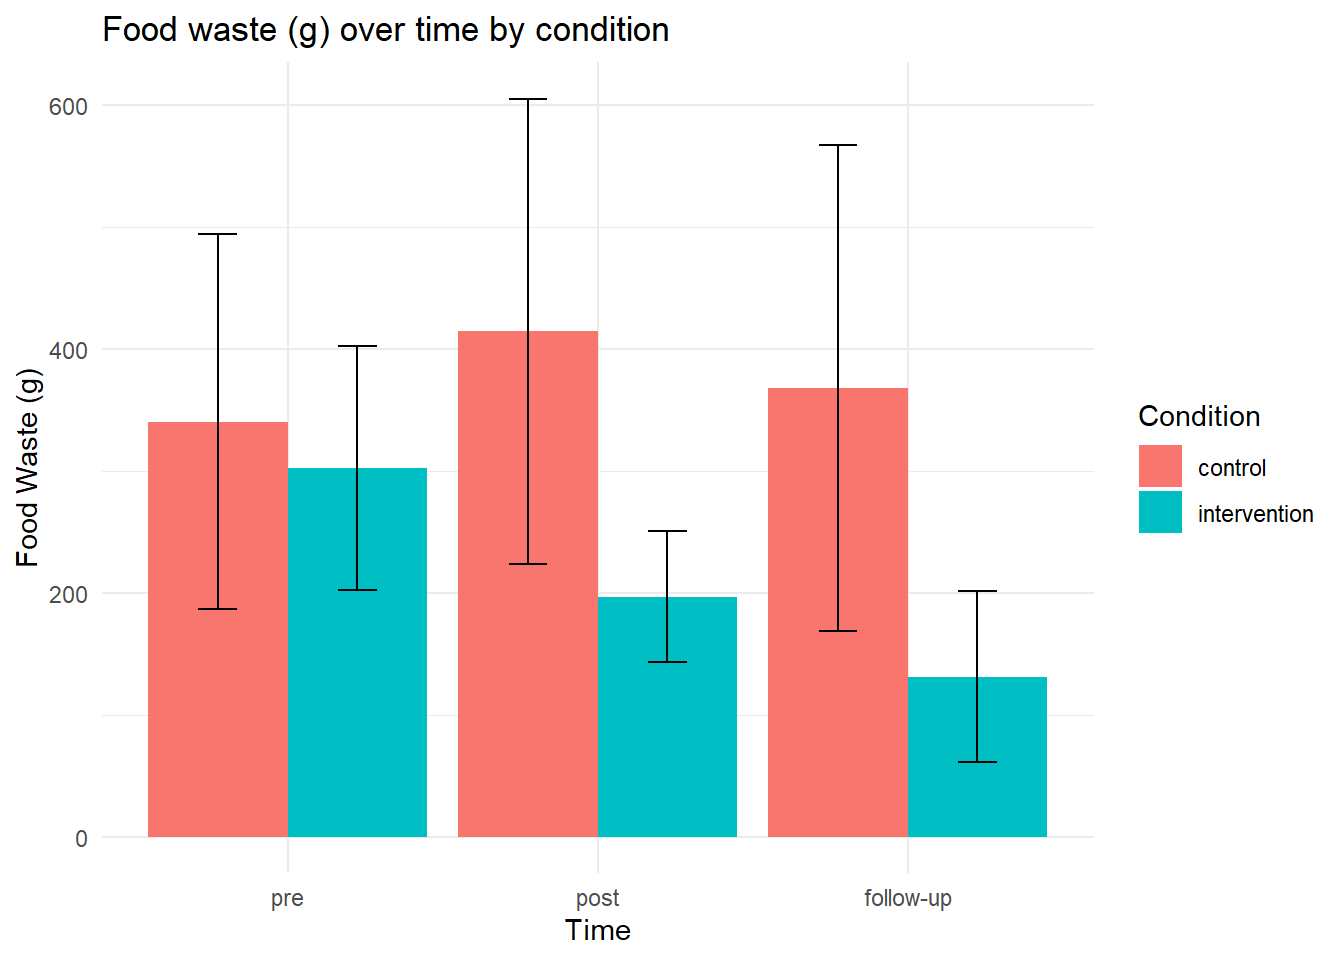 Food waste (g) over time by condition
Food Waste (g)
600
400
200
0
pre
post
follow-up
Time
Condition
control
intervention